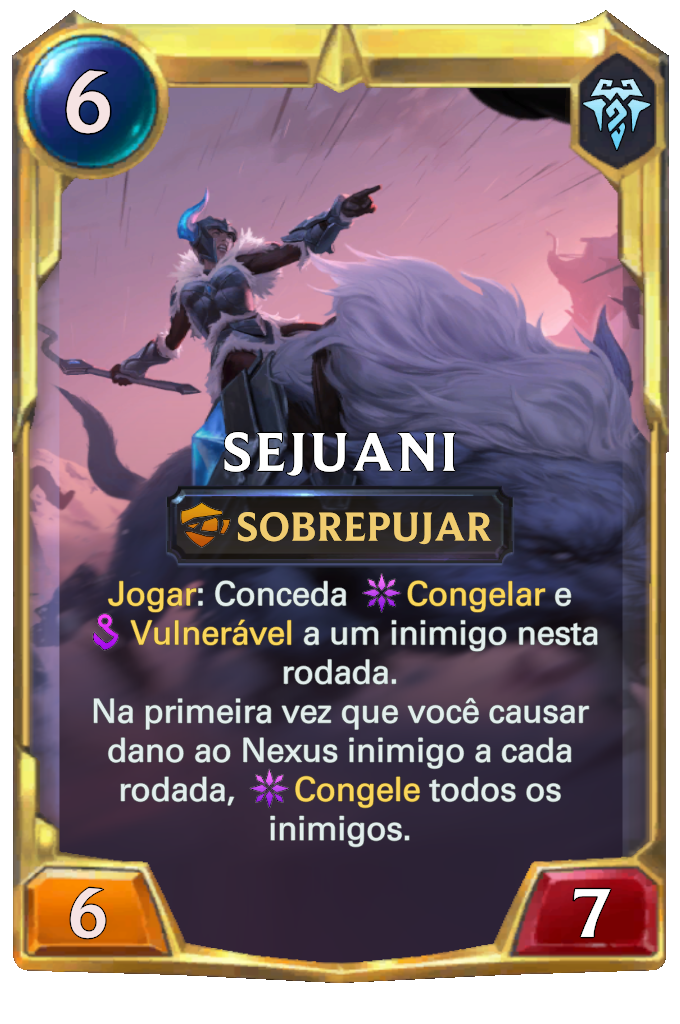 6
SEJUANI
SOBREPUJAR
Jogar: Conceda Congelar e
Vulnerável a um inimigo nesta
rodada.
Na primeira vez que você causar
dano ao Nexus inimigo a cada
rodada, Congele todos os
inimigos.
6
7